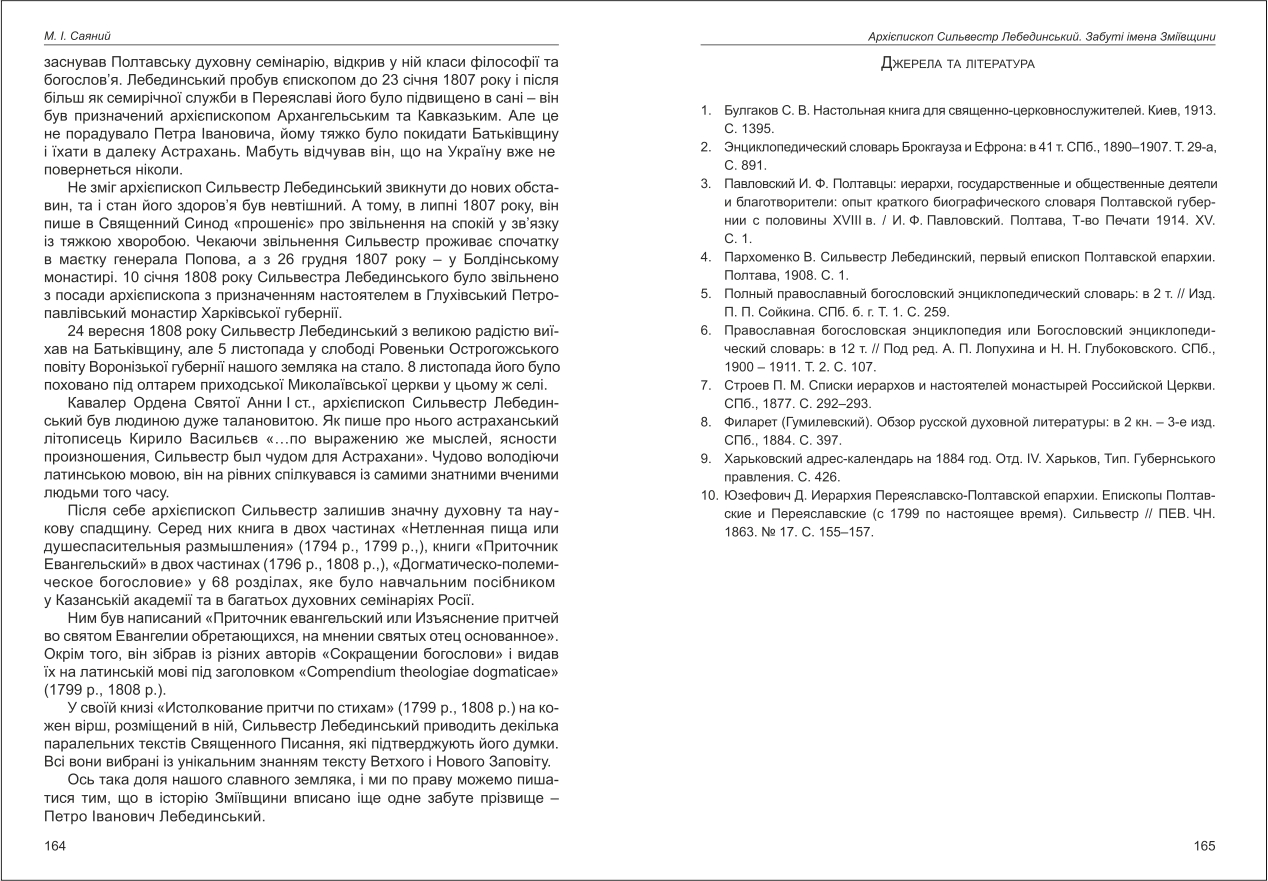 М. І. Саяний
заснував Полтавську духовну семінарію, відкрив у ній класи філософії та
богослов’я. Лебединський пробув єпископом до 23 січня 1807 року і після
більш як семирічної служби в Переяславі його було підвищено в сані – він
був призначений архієпископом Архангельським та Кавказьким. Але це
не порадувало Петра Івановича, йому тяжко було покидати Батьківщину
і їхати в далеку Астрахань. Мабуть відчував він, що на Україну вже не
повернеться ніколи.
Не зміг архієпископ Сильвестр Лебединський звикнути до нових обста-
вин, та і стан його здоров’я був невтішний. А тому, в липні 1807 року, він
пише в Священний Синод «прошеніє» про звільнення на спокій у зв’язку
із тяжкою хворобою. Чекаючи звільнення Сильвестр проживає спочатку
в маєтку генерала Попова, а з 26 грудня 1807 року – у Болдінському
монастирі. 10 січня 1808 року Сильвестра Лебединського було звільнено
з посади архієпископа з призначенням настоятелем в Глухівський Петро-
павлівський монастир Харківської губернії.
24 вересня 1808 року Сильвестр Лебединський з великою радістю виї-
хав на Батьківщину, але 5 листопада у слободі Ровеньки Острогожського
повіту Воронізької губернії нашого земляка на стало. 8 листопада його було
поховано під олтарем приходської Миколаївської церкви у цьому ж селі.
Кавалер Ордена Святої Анни І ст., архієпископ Сильвестр Лебедин-
ський був людиною дуже талановитою. Як пише про нього астраханський
літописець Кирило Васильєв «…по выражению же мыслей, ясности
произношения, Сильвестр был чудом для Астрахани». Чудово володіючи
латинською мовою, він на рівних спілкувався із самими знатними вченими
людьми того часу.
Після себе архієпископ Сильвестр залишив значну духовну та нау-
кову спадщину. Серед них книга в двох частинах «Нетленная пища или
душеспасительныя размышления» (1794 р., 1799 р.,), книги «Приточник
Евангельский» в двох частинах (1796 р., 1808 р.,), «Догматическо-полеми-
ческое богословие» у 68 розділах, яке було навчальним посібником
у Казанській академії та в багатьох духовних семінаріях Росії.
Ним був написаний «Приточник евангельский или Изъяснение притчей
во святом Евангелии обретающихся, на мнении святых отец основанное».
Окрім того, він зібрав із різних авторів «Сокращении богослови» і видав
їх на латинській мові під заголовком «Compendium theologiae dogmaticae»
(1799 р., 1808 р.).
У своїй книзі «Истолкование притчи по стихам» (1799 р., 1808 р.) на ко-
жен вірш, розміщений в ній, Сильвестр Лебединський приводить декілька
паралельних текстів Священного Писання, які підтверджують його думки.
Всі вони вибрані із унікальним знанням тексту Ветхого і Нового Заповіту.
Ось така доля нашого славного земляка, і ми по праву можемо пиша-
тися тим, що в історію Зміївщини вписано іще одне забуте прізвище –
Петро Іванович Лебединський.
164
Архієпископ Сильвестр Лебединський. Забуті імена Зміївщини
Джерела та література
1. Булгаков С. В. Настольная книга для священно-церковнослужителей. Киев, 1913.
С. 1395.
2. Энциклопедический словарь Брокгауза и Ефрона: в 41 т. СПб., 1890–1907. Т. 29-а,
С. 891.
3. Павловский И. Ф. Полтавцы: иерархи, государственные и общественные деятели
и благотворители: опыт краткого биографического словаря Полтавской губер-
нии с половины XVIII в. / И. Ф. Павловский. Полтава, Т-во Печати 1914. XV.
С. 1.
4. Пархоменко В. Сильвестр Лебединский, первый епископ Полтавской епархии.
Полтава, 1908. С. 1.
5. Полный православный богословский энциклопедический словарь: в 2 т. // Изд.
П. П. Сойкина. СПб. б. г. Т. 1. С. 259.
6. Православная богословская энциклопедия или Богословский энциклопеди-
ческий словарь: в 12 т. // Под ред. А. П. Лопухина и Н. Н. Глубоковского. СПб.,
1900 – 1911. Т. 2. С. 107.
7. Строев П. М. Списки иерархов и настоятелей монастырей Российской Церкви.
СПб., 1877. С. 292–293.
8. Филарет (Гумилевский). Обзор русской духовной литературы: в 2 кн. – 3-е изд.
СПб., 1884. С. 397.
9. Харьковский адрес-календарь на 1884 год. Отд. IV. Харьков, Тип. Губернського
правления. С. 426.
10. Юзефович Д. Иерархия Переяславско-Полтавской епархии. Епископы Полтав-
ские и Переяславские (с 1799 по настоящее время). Сильвестр // ПЕВ. ЧН.
1863. № 17. С. 155–157.
165